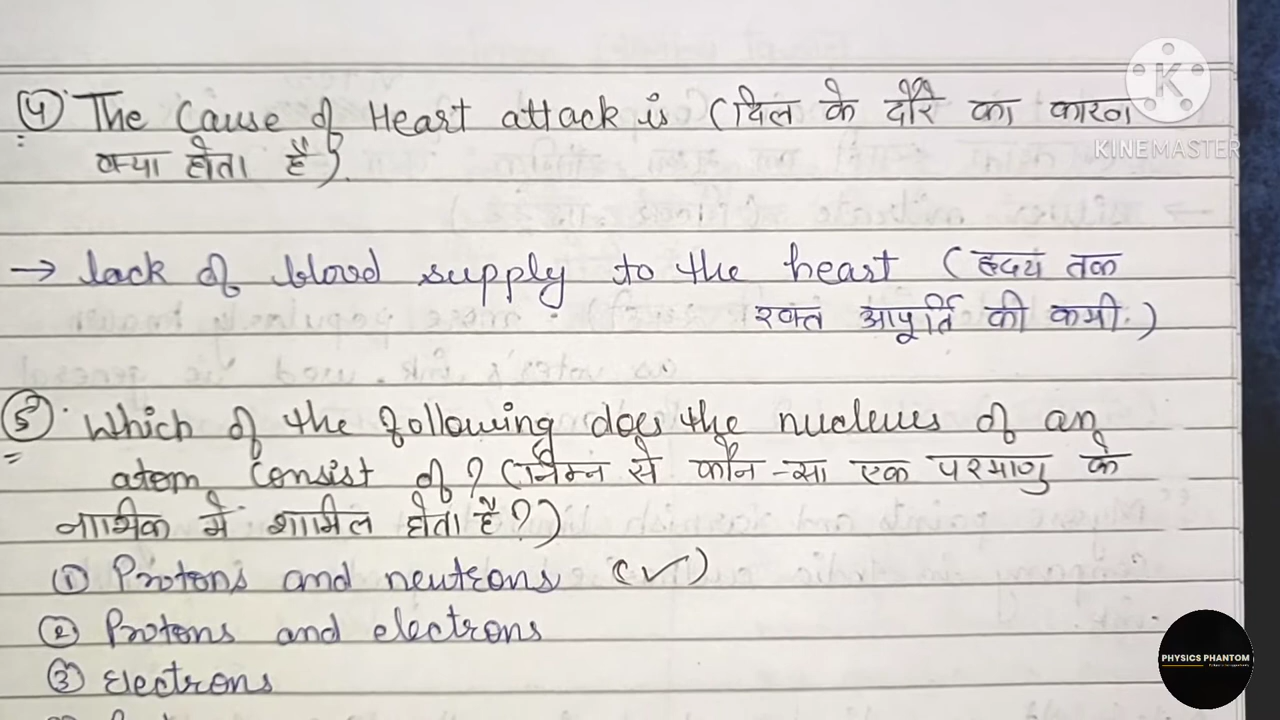 ④ The Cause of Heart attack is (दिल के दौरे का कारण
क्या होता है).
→ lack of blood supply to the heart (हृदय तक
रक्त आपूर्ति की कमी.)
⑤ Which of the following does the nucleus of an
atom consist of? (निम्न से कौन-सा एक परमाणु के
नाभिक मे शामिल होता है?)
① Protons and neutrons (✓)
② Protons and electrons
③ Electrons
KINEMASTER
PHYSICS PHANTOM